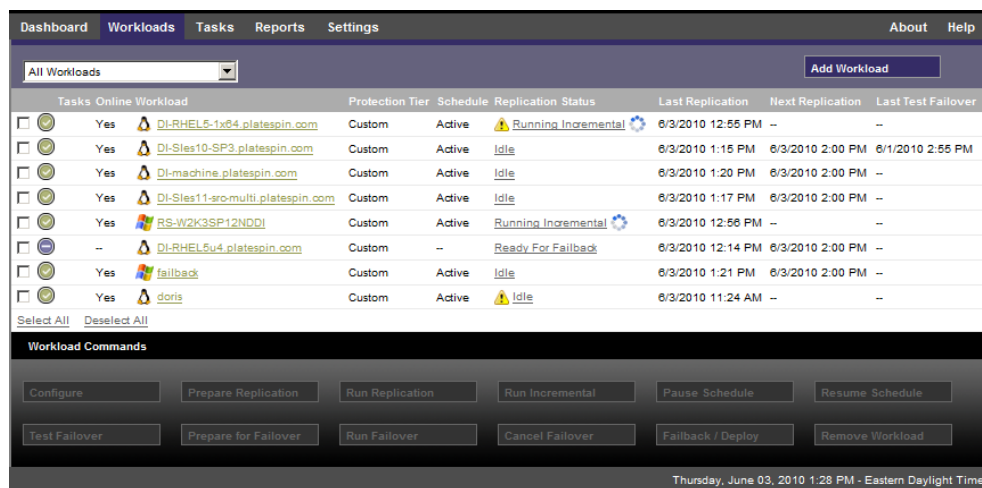 Dashboard Workloads Tasks Reports Settings About Help
All Workloads Add Workload
Tasks Online Workload Protection Tier Schedule Replication Status Last Replication Next Replication Last Test Failover
Yes DI-RHEL5-1x64.platespin.com Custom Active Running Incremental 6/3/2010 12:55 PM -- --
Yes DI-Sles10-SP3.platespin.com Custom Active Idle 6/3/2010 1:15 PM 6/3/2010 2:00 PM 6/1/2010 2:55 PM
Yes DI-machine.platespin.com Custom Active Idle 6/3/2010 1:20 PM 6/3/2010 2:00 PM --
Yes DI-Sles11-src-multi.platespin.com Custom Active Idle 6/3/2010 1:17 PM 6/3/2010 2:00 PM --
Yes RS-W2K3SP12NDDI Custom Active Running Incremental 6/3/2010 12:56 PM -- --
-- DI-RHEL5u4.platespin.com Custom -- Ready For Failback 6/3/2010 12:14 PM 6/3/2010 2:00 PM --
Yes failback Custom Active Idle 6/3/2010 1:21 PM 6/3/2010 2:00 PM --
Yes doris Custom Active Idle 6/3/2010 11:24 AM -- --
Select All Deselect All
Workload Commands
Configure Prepare Replication Run Replication Run Incremental Pause Schedule Resume Schedule
Test Failover Prepare for Failover Run Failover Cancel Failover Failback / Deploy Remove Workload
Thursday, June 03, 2010 1:28 PM - Eastern Daylight Time